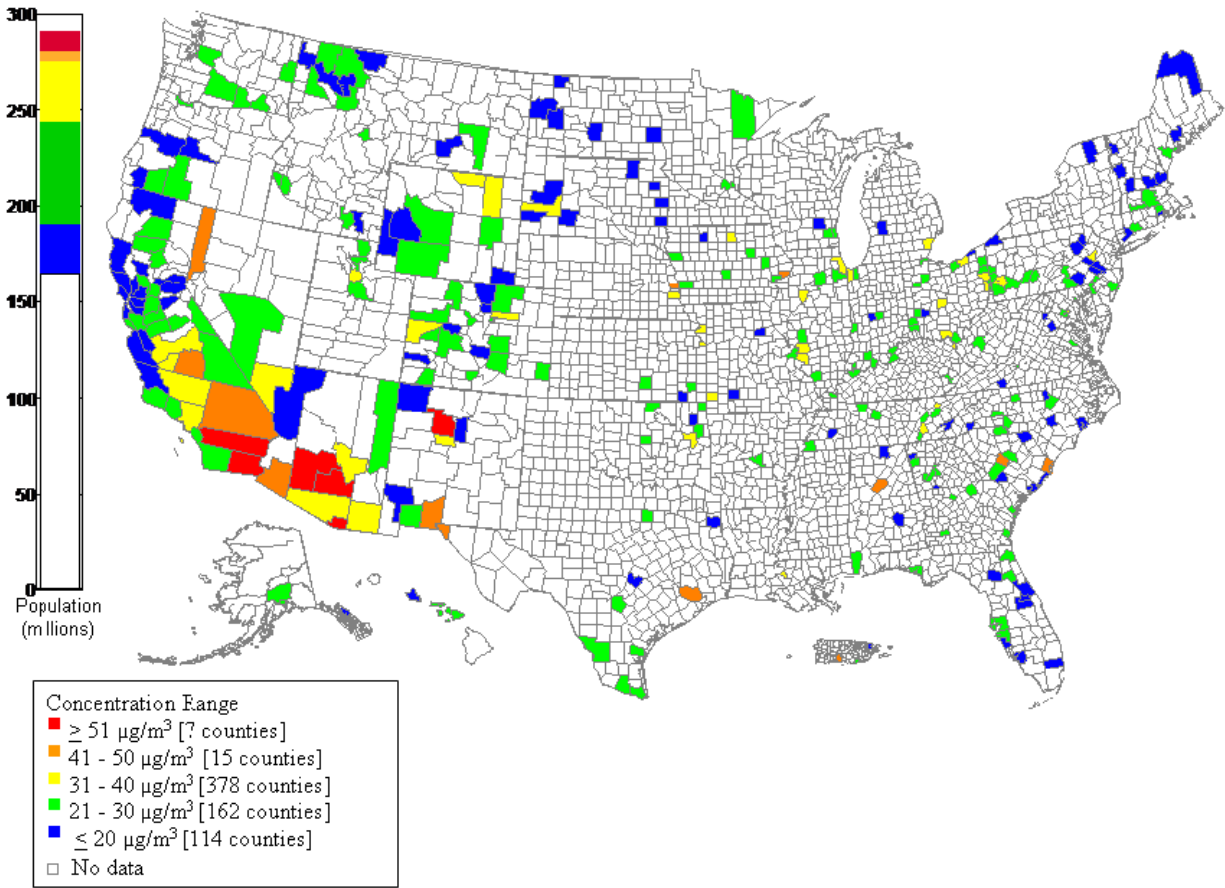 300
250
200
150
100
50
0
Population
(millions)
Concentration Range
≥ 51 µg/m³ [7 counties]
41 - 50 µg/m³ [15 counties]
31 - 40 µg/m³ [378 counties]
21 - 30 µg/m³ [162 counties]
≤ 20 µg/m³ [114 counties]
No data